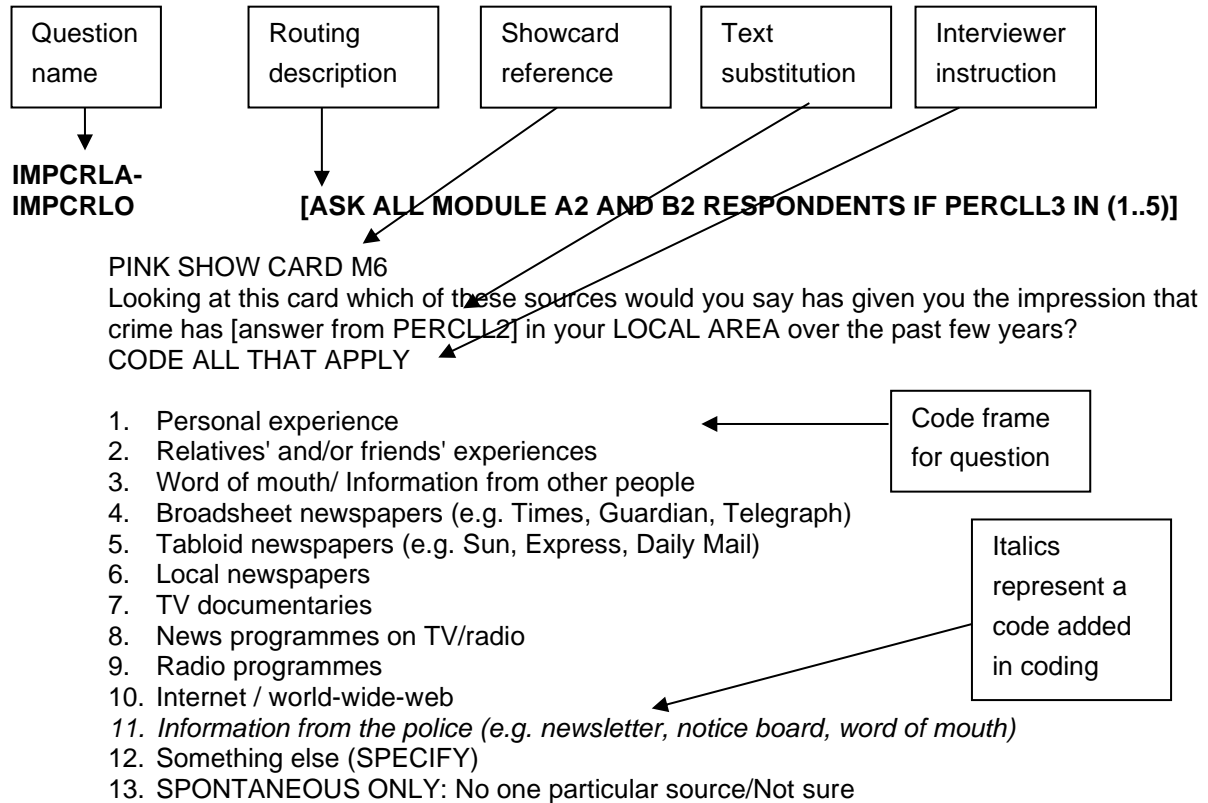 Question
name
Routing
description
Showcard
reference
Text
substitution
Interviewer
instruction
IMPCRLA-
IMPCRLO [ASK ALL MODULE A2 AND B2 RESPONDENTS IF PERCLL3 IN (1..5)]
PINK SHOW CARD M6
Looking at this card which of these sources would you say has given you the impression that
crime has [answer from PERCLL2] in your LOCAL AREA over the past few years?
CODE ALL THAT APPLY
Code frame
for question
1. Personal experience
2. Relatives' and/or friends' experiences
3. Word of mouth/ Information from other people
4. Broadsheet newspapers (e.g. Times, Guardian, Telegraph)
5. Tabloid newspapers (e.g. Sun, Express, Daily Mail)
6. Local newspapers
7. TV documentaries
8. News programmes on TV/radio
9. Radio programmes
10. Internet / world-wide-web
11. Information from the police (e.g. newsletter, notice board, word of mouth)
12. Something else (SPECIFY)
13. SPONTANEOUS ONLY: No one particular source/Not sure
Italics
represent a
code added
in coding